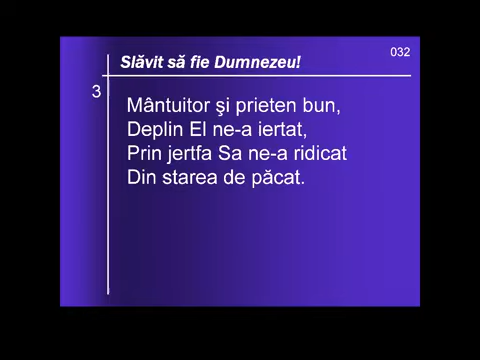 032
Slăvit să fie Dumnezeu!
3
Mântuitor şi prieten bun,
Deplin El ne-a iertat,
Prin jertfa Sa ne-a ridicat
Din starea de păcat.